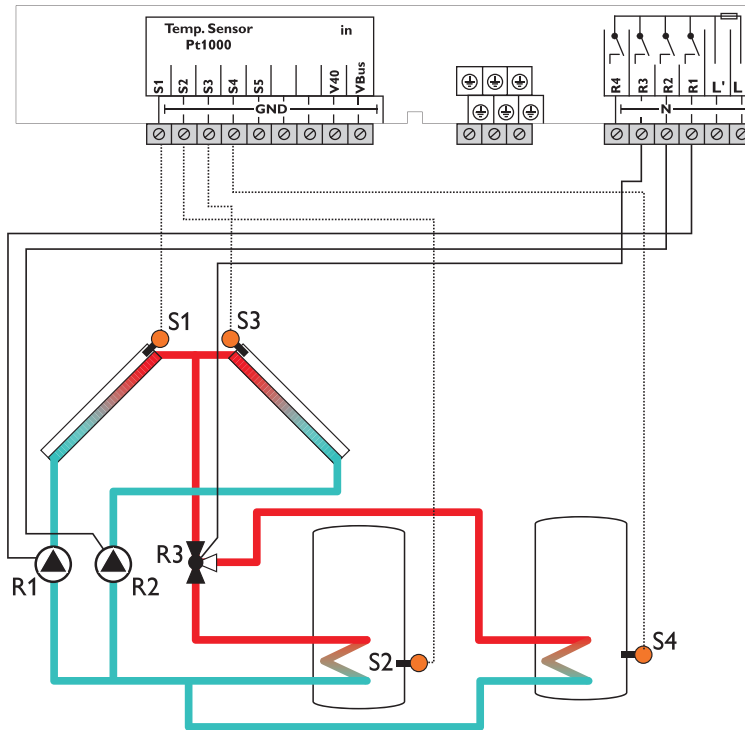 Temp. Sensor in
Pt1000
S1 S2 S3 S4 S5 V40 VBus
GND
R4 R3 R2 R1 L' L
N
S1 S3
R1 R2 R3
S2 S4